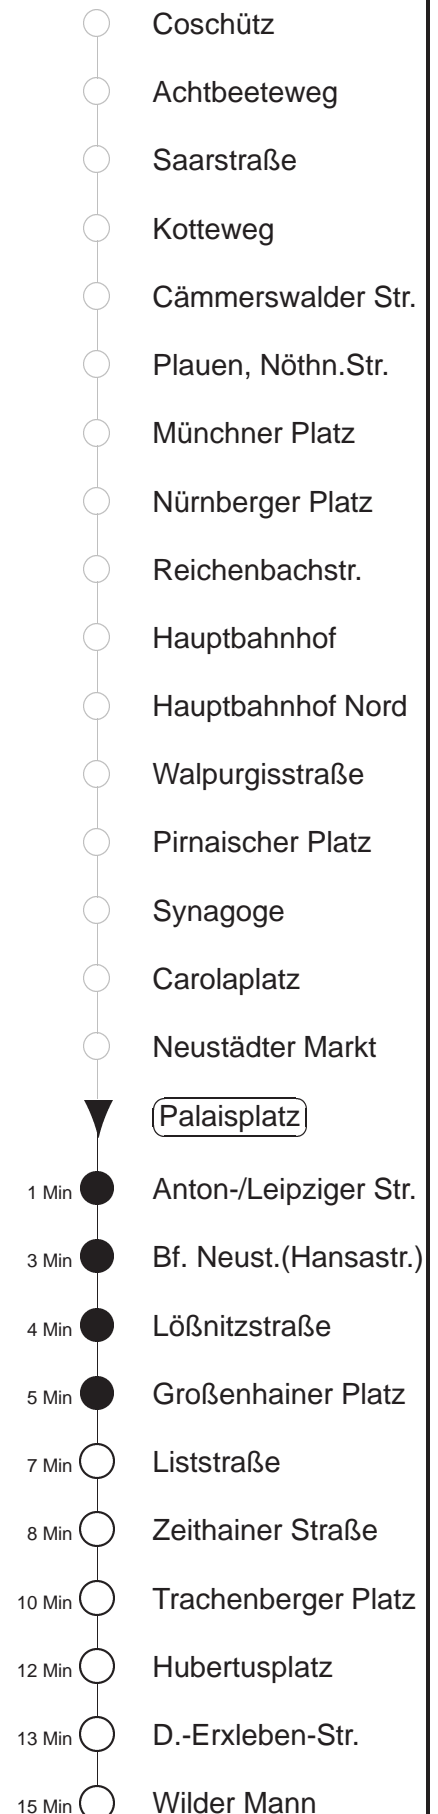 Coschütz
Achtbeeteweg
Saarstraße
Kotteweg
Cämmerswalder Str.
Plauen, Nöthn.Str.
Münchner Platz
Nürnberger Platz
Reichenbachstr.
Hauptbahnhof
Hauptbahnhof Nord
Walpurgisstraße
Pirnaischer Platz
Synagoge
Carolaplatz
Neustädter Markt
Palaisplatz
1 Min Anton-/Leipziger Str.
3 Min Bf. Neust.(Hansastr.)
4 Min Lößnitzstraße
5 Min Großenhainer Platz
7 Min Liststraße
8 Min Zeithainer Straße
10 Min Trachenberger Platz
12 Min Hubertusplatz
13 Min D.-Erxleben-Str.
15 Min Wilder Mann